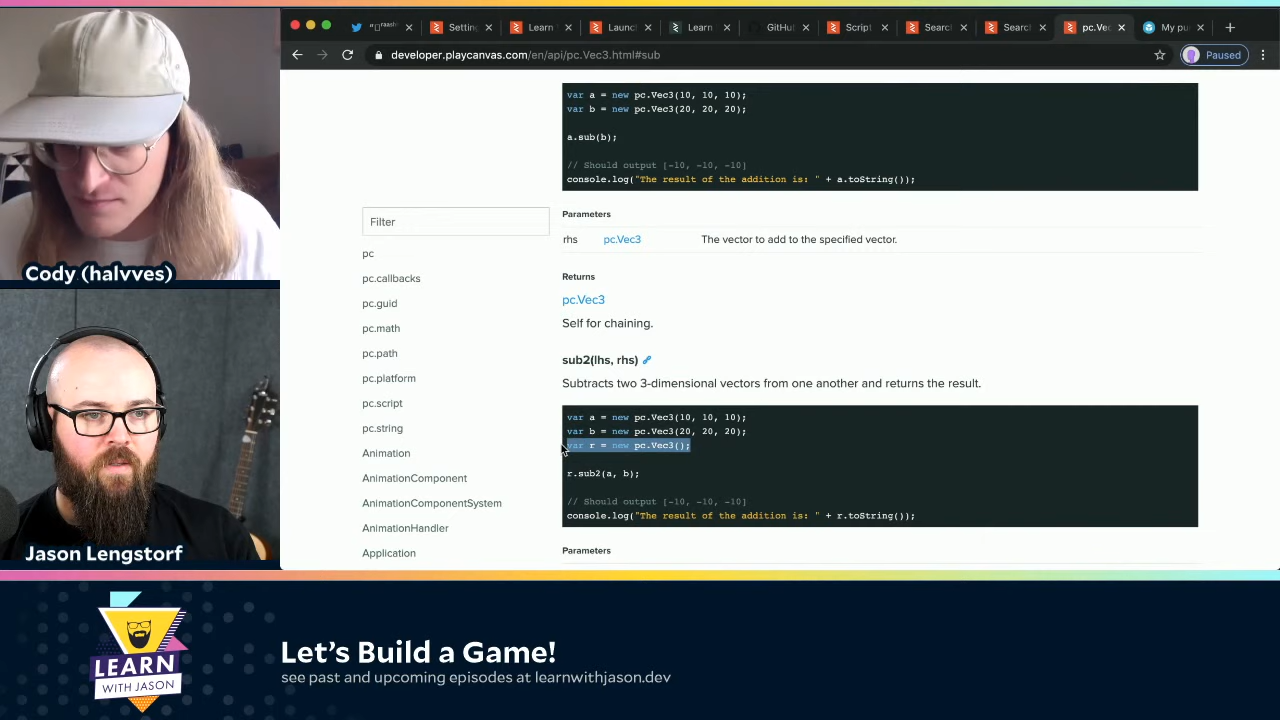 Settin
Learn
Launc
Learn
GitHub
Script
Search
Search
pc.Vec
My pu
developer.playcanvas.com/en/api/pc.Vec3.html#sub
Paused
var a = new pc.Vec3(10, 10, 10);
var b = new pc.Vec3(20, 20, 20);
a.sub(b);
// Should output [-10, -10, -10]
console.log("The result of the addition is: " + a.toString());
Parameters
rhs pc.Vec3 The vector to add to the specified vector.
Returns
pc.Vec3
Self for chaining.
sub2(lhs, rhs)
Subtracts two 3-dimensional vectors from one another and returns the result.
var a = new pc.Vec3(10, 10, 10);
var b = new pc.Vec3(20, 20, 20);
var r = new pc.Vec3();
r.sub2(a, b);
// Should output [-10, -10, -10]
console.log("The result of the addition is: " + r.toString());
Parameters
Filter
pc
pc.callbacks
pc.guid
pc.math
pc.path
pc.platform
pc.script
pc.string
Animation
AnimationComponent
AnimationComponentSystem
AnimationHandler
Application
Cody (halvves)
Jason Lengstorf
LEARN
WITH JASON
Let's Build a Game!
see past and upcoming episodes at learnwithjason.dev